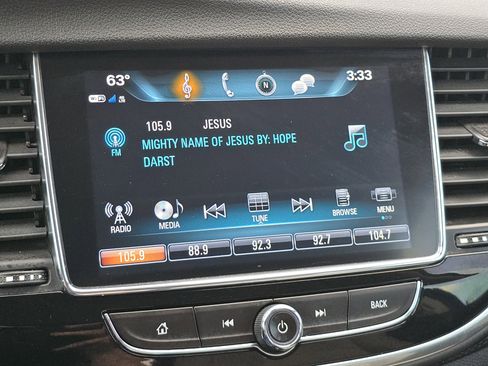 63° 3:33
105.9 JESUS
FM
MIGHTY NAME OF JESUS BY: HOPE
DARST
RADIO MEDIA TUNE BROWSE MENU
105.9 88.9 92.3 92.7 104.7
BACK